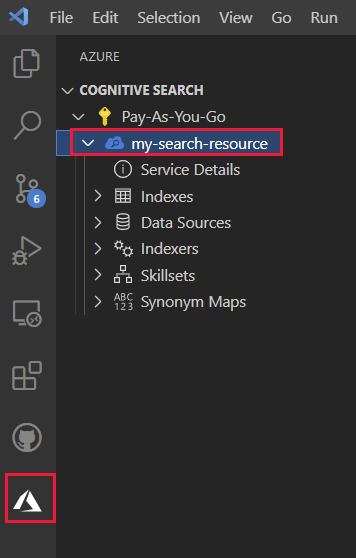 File Edit Selection View Go Run
AZURE
COGNITIVE SEARCH
Pay-As-You-Go
my-search-resource
Service Details
Indexes
6
Data Sources
Indexers
Skillsets
ABC
123
Synonym Maps